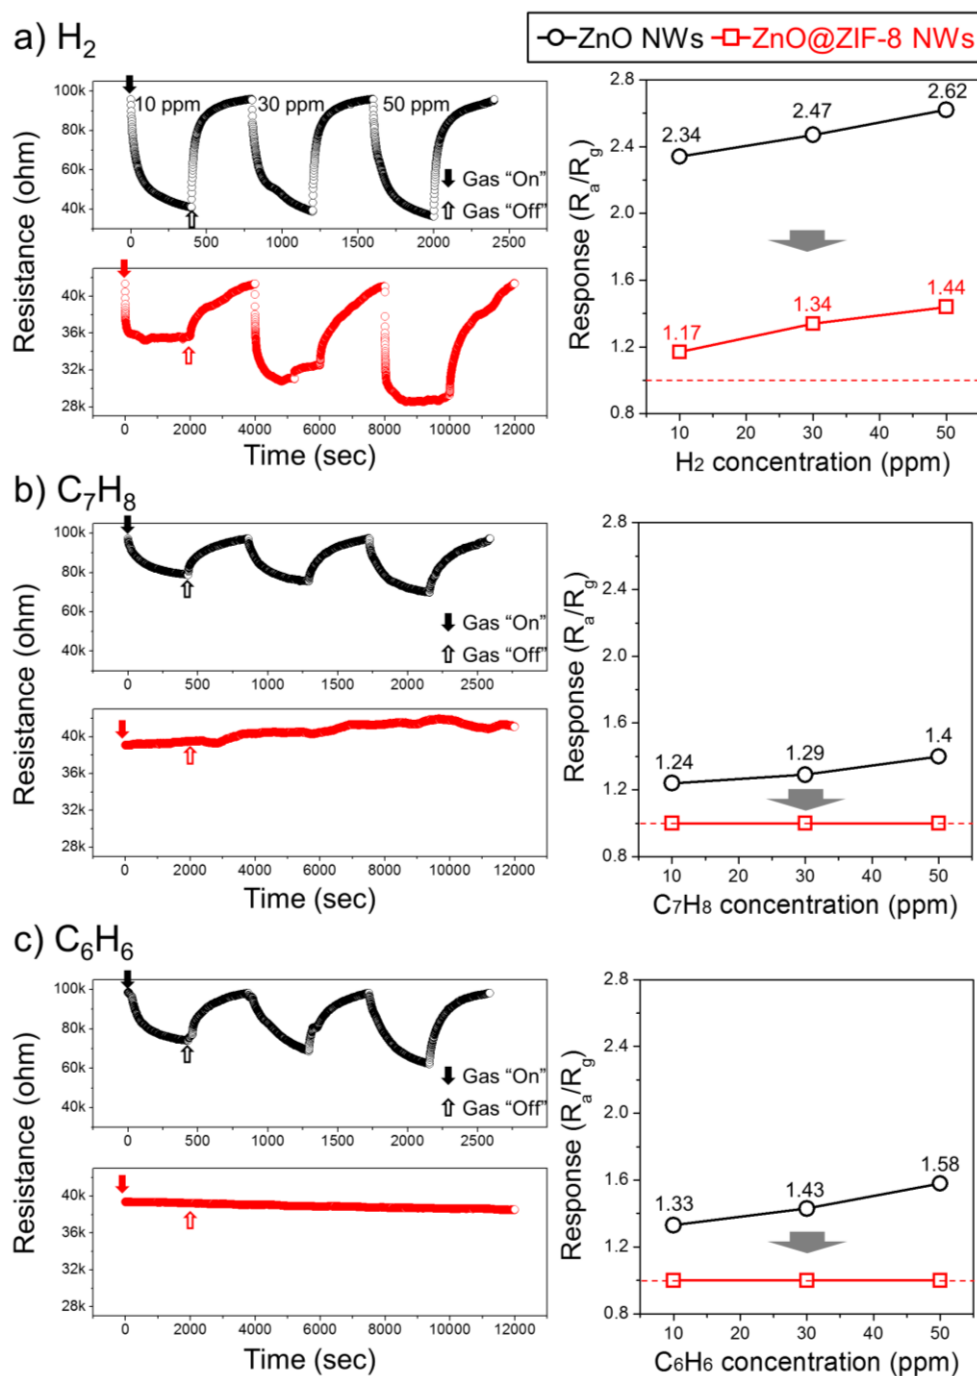 a) H2
ZnO NWs ZnO@ZIF-8 NWs
100k
80k
60k
40k
10 ppm 30 ppm 50 ppm
Gas "On"
Gas "Off"
0 500 1000 1500 2000 2500
40k
36k
32k
28k
0 2000 4000 6000 8000 10000 12000
Resistance (ohm)
Time (sec)
2.8
2.4
2.0
1.6
1.2
0.8
Response (Ra/Rg)
2.34 2.47 2.62
1.17 1.34 1.44
10 20 30 40 50
H2 concentration (ppm)
b) C7H8
100k
80k
60k
40k
Gas "On"
Gas "Off"
0 500 1000 1500 2000 2500
40k
36k
32k
28k
0 2000 4000 6000 8000 10000 12000
Resistance (ohm)
Time (sec)
2.8
2.4
2.0
1.6
1.2
0.8
Response (Ra/Rg)
1.24 1.29 1.4
10 20 30 40 50
C7H8 concentration (ppm)
c) C6H6
100k
80k
60k
40k
Gas "On"
Gas "Off"
0 500 1000 1500 2000 2500
40k
36k
32k
28k
0 2000 4000 6000 8000 10000 12000
Resistance (ohm)
Time (sec)
2.8
2.4
2.0
1.6
1.2
0.8
Response (Ra/Rg)
1.33 1.43 1.58
10 20 30 40 50
C6H6 concentration (ppm)